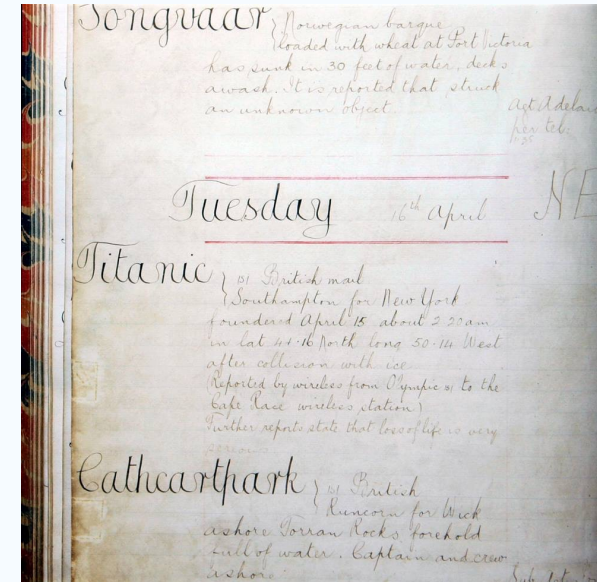 Songvaar } Norwegian barque
loaded with wheat at Port Victoria
has sunk in 30 feet of water, decks
awash. It is reported that struck
an unknown object.
Agt Adelai
per tel.
Tuesday 16th April NE
Titanic } (s) British mail
Southampton for New York
foundered April 15 about 2 20am
in lat 41.16 North long 50.14 West
after collision with ice
(Reported by wireless from Olympic (s) to the
Cape Race wireless station)
Further reports state that loss of life is very
serious
Cathcartpark } (s) British
Runcorn for Wick
ashore Torran Rocks, forehold
full of water. Captain and crew
ashore